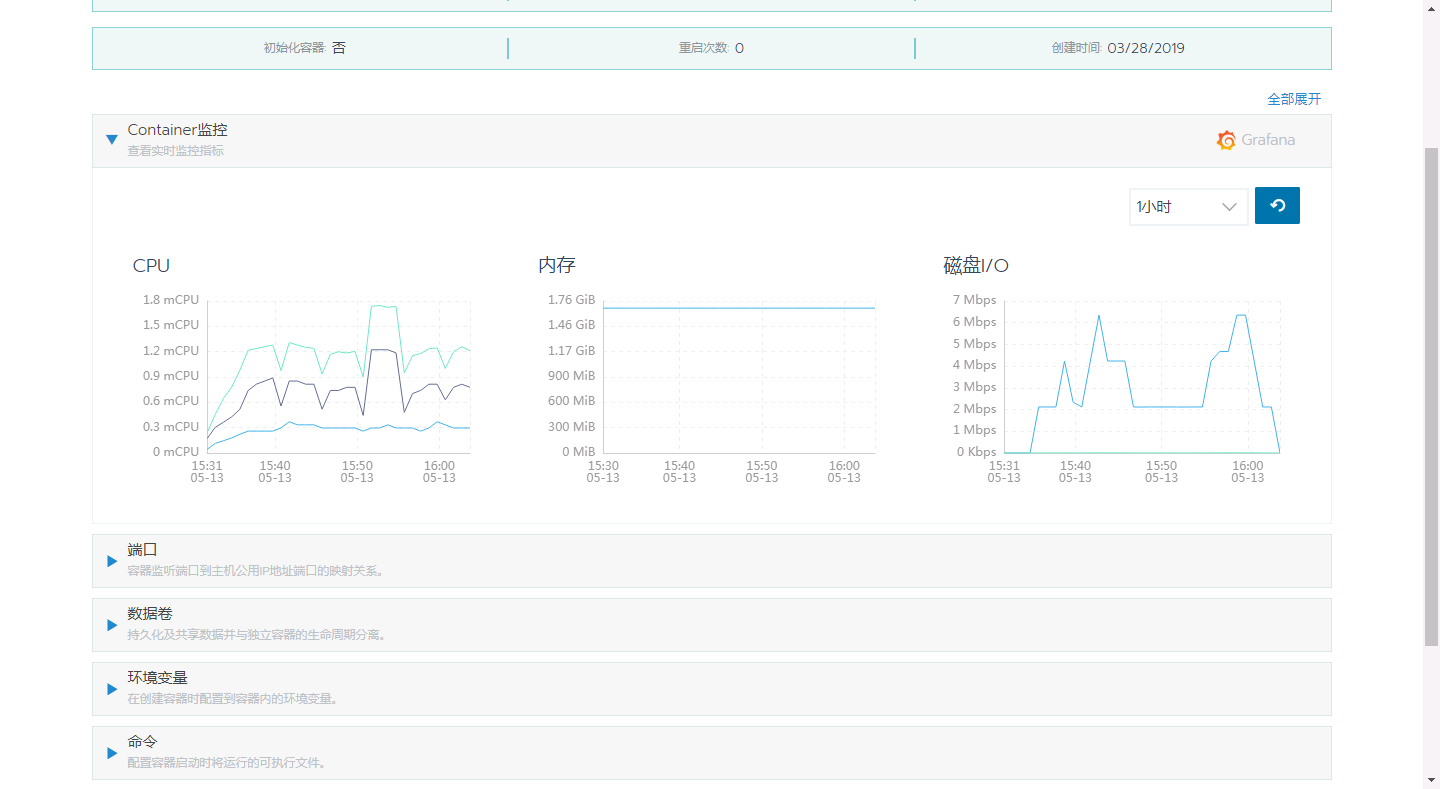 初始化容器: 否
重启次数: 0
创建时间: 03/28/2019
全部展开
Container监控
查看实时监控指标
Grafana
1小时
CPU
1.8 mCPU
1.5 mCPU
1.2 mCPU
0.9 mCPU
0.6 mCPU
0.3 mCPU
0 mCPU
15:31 15:40 15:50 16:00
05-13 05-13 05-13 05-13
内存
1.76 GiB
1.46 GiB
1.17 GiB
900 MiB
600 MiB
300 MiB
0 MiB
15:30 15:40 15:50 16:00
05-13 05-13 05-13 05-13
磁盘I/O
7 Mbps
6 Mbps
5 Mbps
4 Mbps
3 Mbps
2 Mbps
1 Mbps
0 Kbps
15:31 15:40 15:50 16:00
05-13 05-13 05-13 05-13
端口
容器监听端口到主机公用IP地址端口的映射关系。
数据卷
持久化及共享数据并与独立容器的生命周期分离。
环境变量
在创建容器时配置到容器内的环境变量。
命令
配置容器启动时将运行的可执行文件。